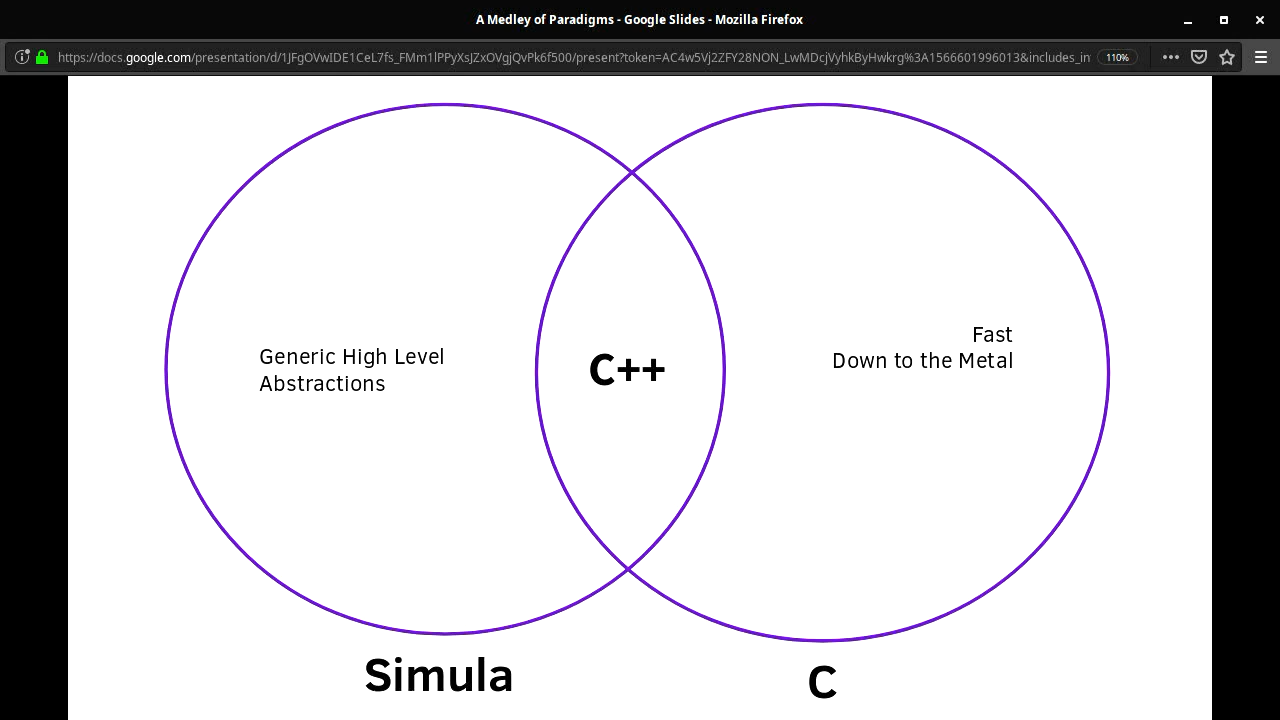 A Medley of Paradigms - Google Slides - Mozilla Firefox
https://docs.google.com/presentation/d/1JFgOVwIDE1CeL7fs_FMm1lPPyXsJZxOVgjQvPk6f500/present?token=AC4w5Vj2ZFY28NON_LwMDcjVyhkByHwkrg%3A1566601996013&includes_in
110%
Generic High Level
Abstractions
C++
Fast
Down to the Metal
Simula
C